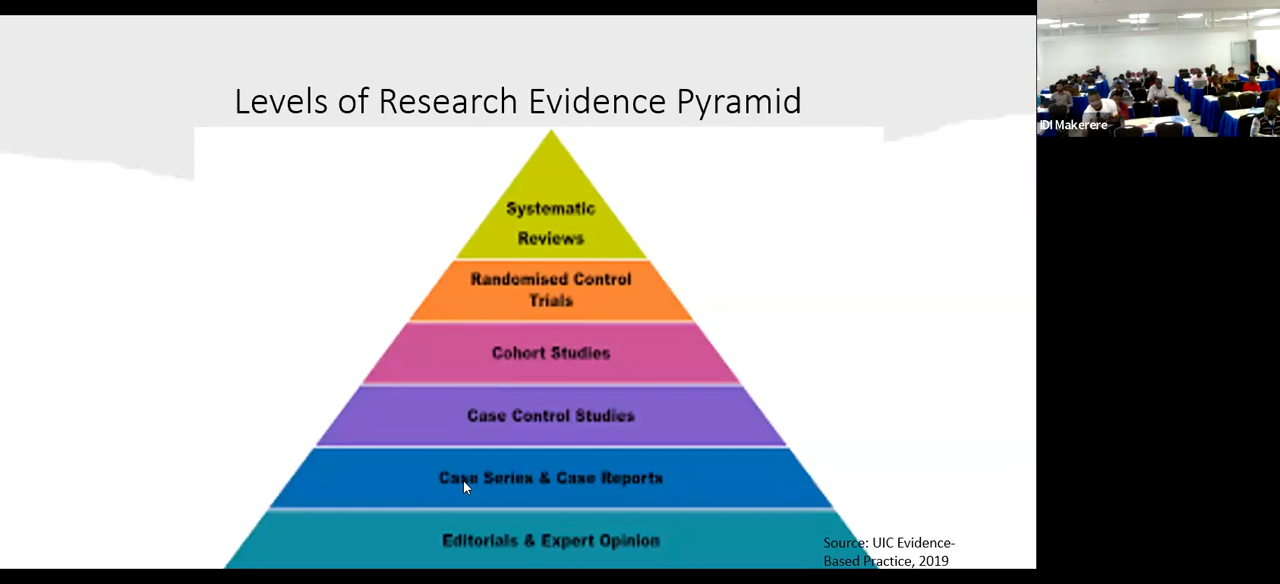 Levels of Research Evidence Pyramid
IDI Makerere
Systematic
Reviews
Randomised Control
Trials
Cohort Studies
Case Control Studies
Case Series & Case Reports
Editorials & Expert Opinion
Source: UIC Evidence-
Based Practice, 2019